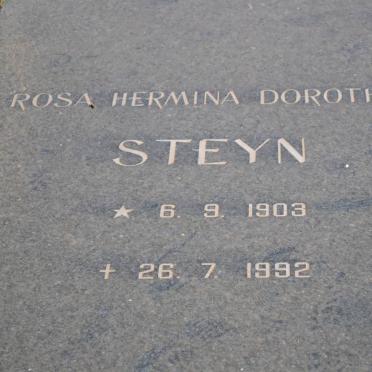 ROSA HERMINA DOROTH
STEYN
★ 6. 9. 1903
✝ 26. 7. 1992